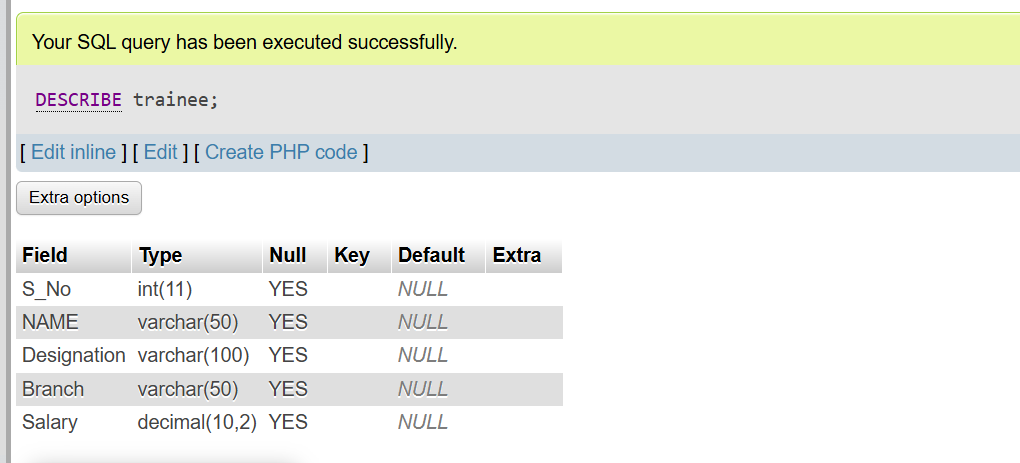 Your SQL query has been executed successfully.
DESCRIBE trainee;
[ Edit inline ] [ Edit ] [ Create PHP code ]
Extra options
Field Type Null Key Default Extra
S_No int(11) YES NULL
NAME varchar(50) YES NULL
Designation varchar(100) YES NULL
Branch varchar(50) YES NULL
Salary decimal(10,2) YES NULL